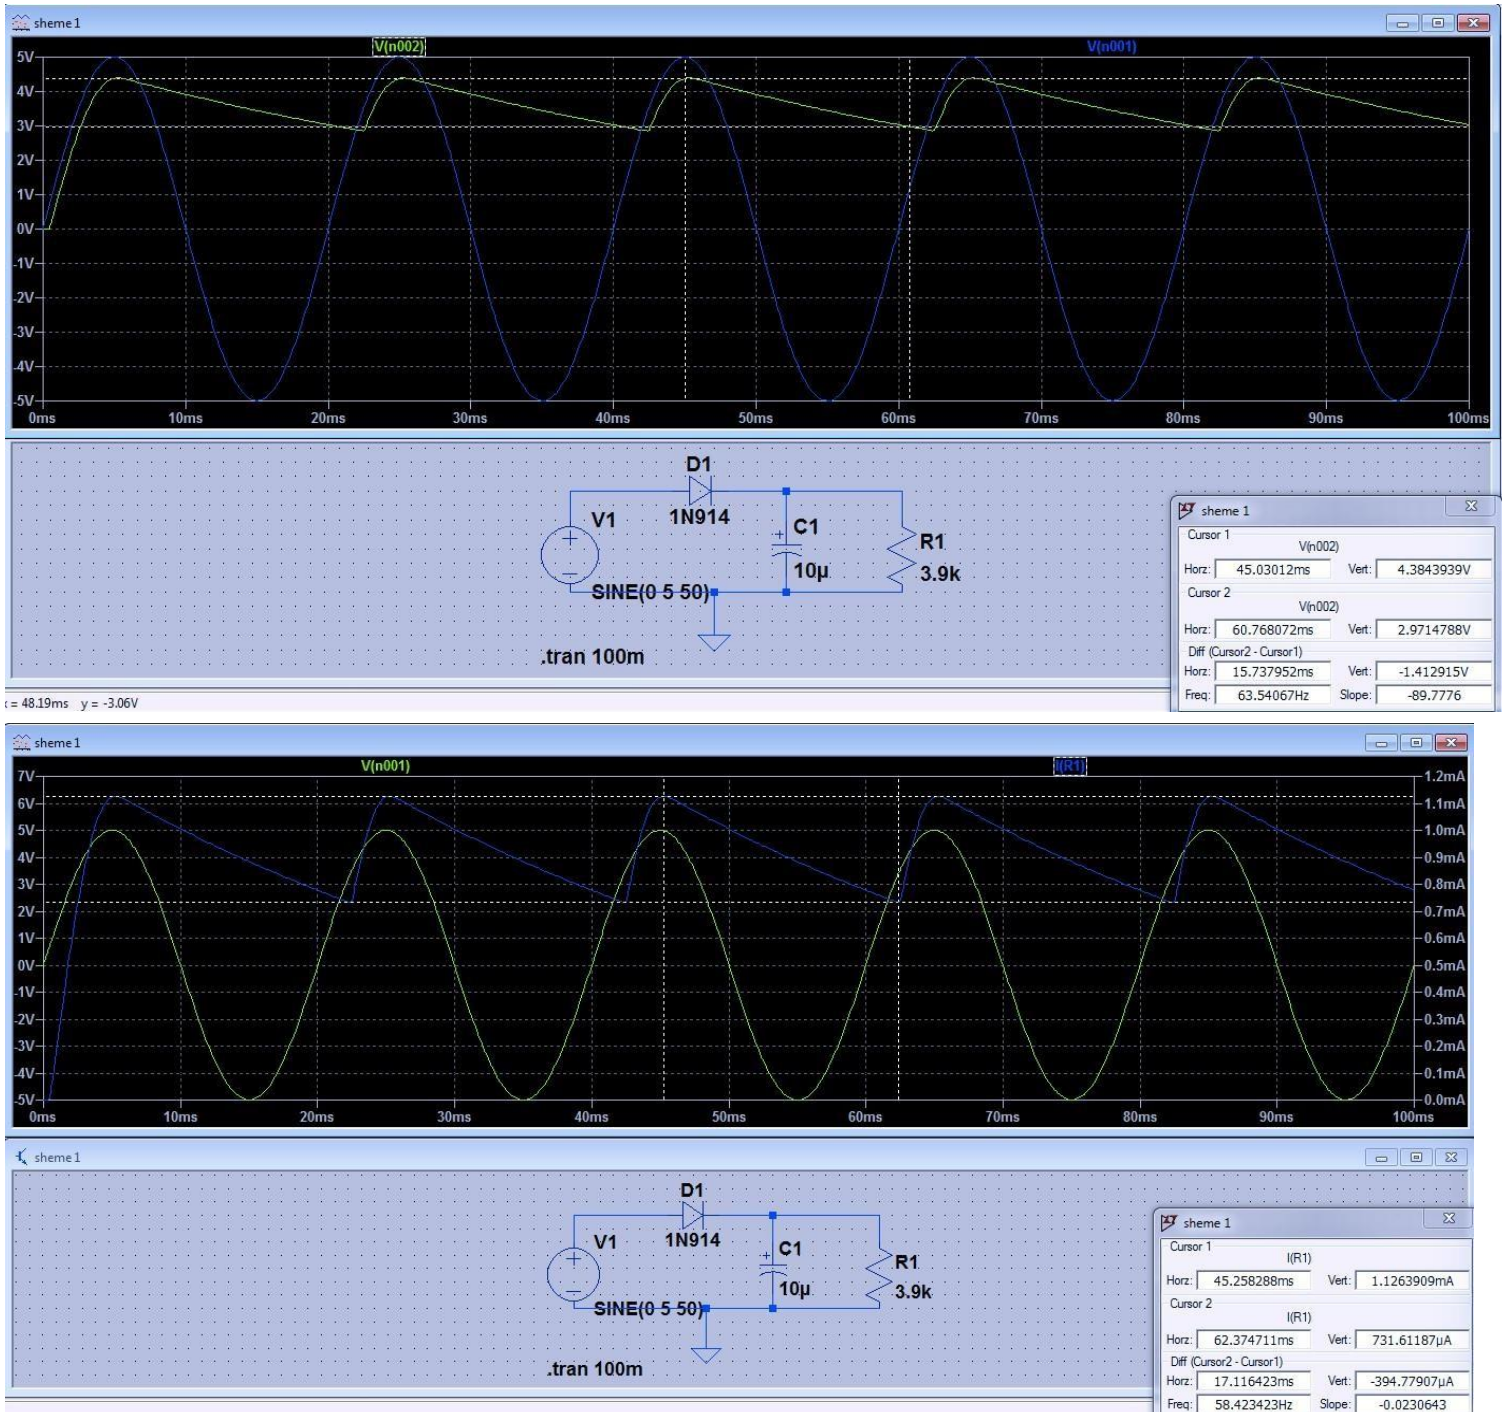 sheme 1
V(n002) V(n001)
5V
4V
3V
2V
1V
0V
-1V
-2V
-3V
-4V
-5V
0ms 10ms 20ms 30ms 40ms 50ms 60ms 70ms 80ms 90ms 100ms
D1
1N914
V1
C1
10µ
R1
3.9k
SINE(0 5 50)
.tran 100m
sheme 1
Cursor 1
V(n002)
Horz: 45.03012ms Vert: 4.3843939V
Cursor 2
V(n002)
Horz: 60.768072ms Vert: 2.9714788V
Diff (Cursor2 - Cursor1)
Horz: 15.737952ms Vert: -1.412915V
Freq: 63.54067Hz Slope: -89.7776
x = 48.19ms y = -3.06V
sheme 1
V(n001) I(R1)
7V 1.2mA
6V 1.1mA
5V 1.0mA
4V 0.9mA
3V 0.8mA
2V 0.7mA
1V 0.6mA
0V 0.5mA
-1V 0.4mA
-2V 0.3mA
-3V 0.2mA
-4V 0.1mA
-5V 0.0mA
0ms 10ms 20ms 30ms 40ms 50ms 60ms 70ms 80ms 90ms 100ms
sheme 1
D1
1N914
V1
C1
10µ
R1
3.9k
SINE(0 5 50)
.tran 100m
sheme 1
Cursor 1
I(R1)
Horz: 45.258288ms Vert: 1.1263909mA
Cursor 2
I(R1)
Horz: 62.374711ms Vert: 731.61187µA
Diff (Cursor2 - Cursor1)
Horz: 17.116423ms Vert: -394.77907µA
Freq: 58.423423Hz Slope: -0.0230643